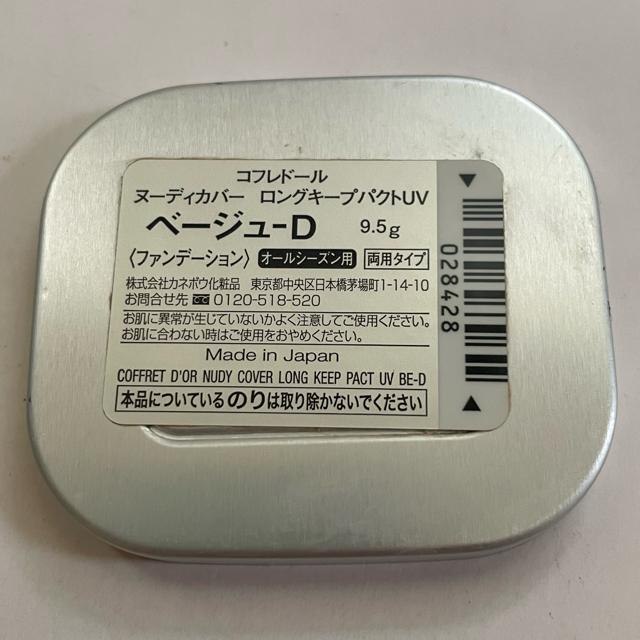 コフレドール
ヌーディカバー ロングキープパクトUV
ベージュ-D 9.5g
〈ファンデーション〉 オールシーズン用 両用タイプ
株式会社カネボウ化粧品 東京都中央区日本橋茅場町1-14-10
お問合せ先 0120-518-520
お肌に異常が生じていないかよく注意してご使用ください。
お肌に合わない時はご使用をおやめください。
Made in Japan
COFFRET D'OR NUDY COVER LONG KEEP PACT UV BE-D
本品についているのりは取り除かないでください
028428